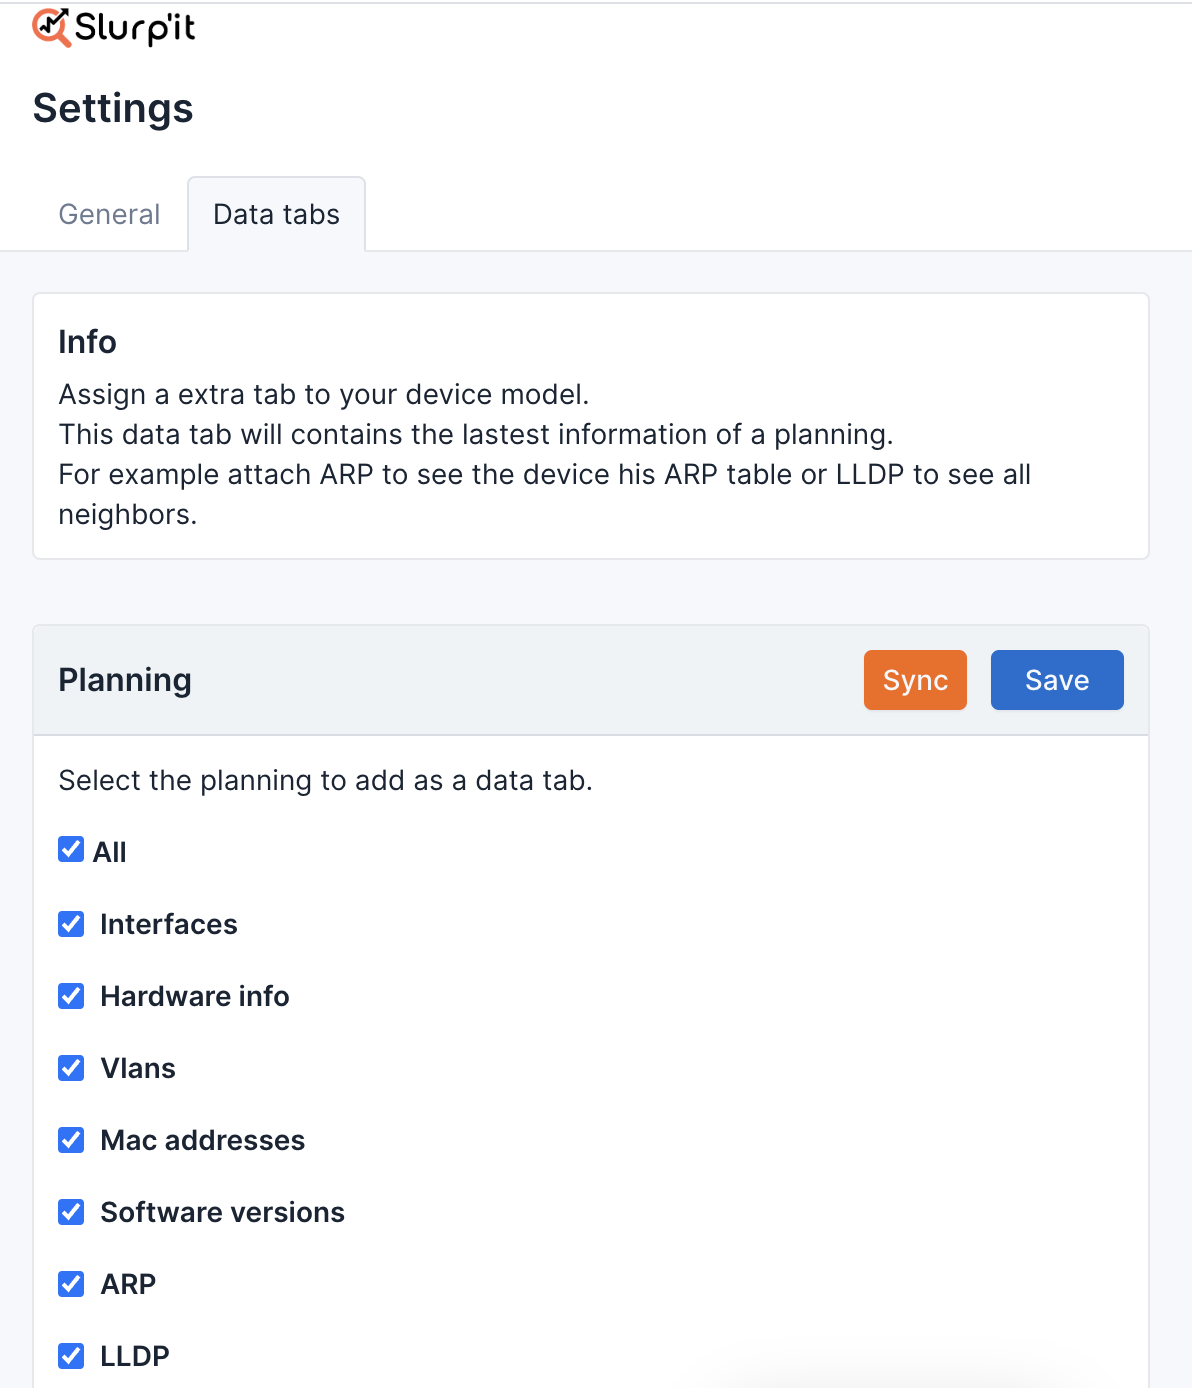 Slurp'it
Settings
General
Data tabs
Info
Assign a extra tab to your device model.
This data tab will contains the lastest information of a planning.
For example attach ARP to see the device his ARP table or LLDP to see all
neighbors.
Planning
Sync
Save
Select the planning to add as a data tab.
All
Interfaces
Hardware info
Vlans
Mac addresses
Software versions
ARP
LLDP